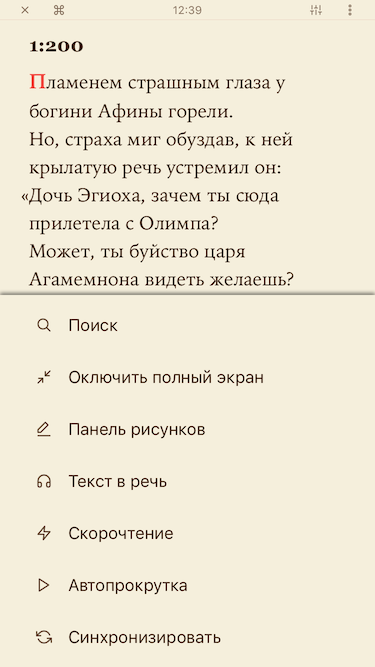 12:39
1:200
Пламенем страшным глаза у
богини Афины горели.
Но, страха миг обуздав, к ней
крылатую речь устремил он:
«Дочь Эгиоха, зачем ты сюда
прилетела с Олимпа?
Может, ты буйство царя
Агамемнона видеть желаешь?
Поиск
Оключить полный экран
Панель рисунков
Текст в речь
Скорочтение
Автопрокрутка
Синхронизировать